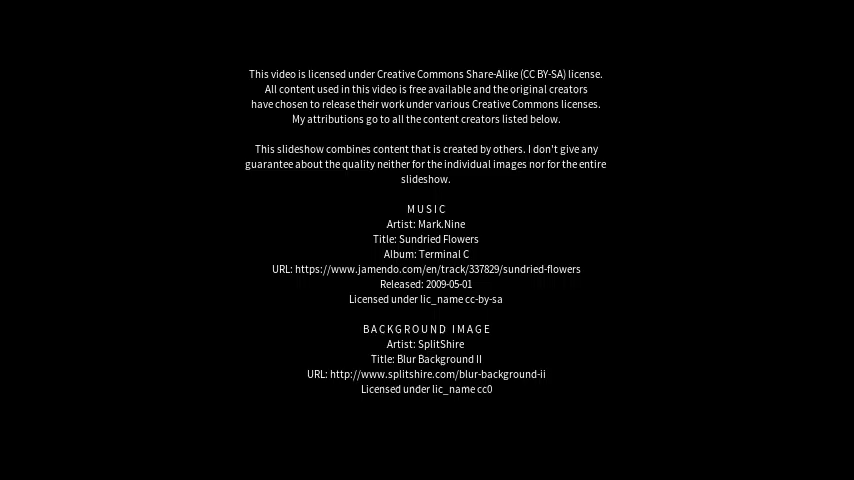 This video is licensed under Creative Commons Share-Alike (CC BY-SA) license.
All content used in this video is free available and the original creators
have chosen to release their work under various Creative Commons licenses.
My attributions go to all the content creators listed below.
This slideshow combines content that is created by others. I don't give any
guarantee about the quality neither for the individual images nor for the entire
slideshow.
MUSIC
Artist: Mark.Nine
Title: Sundried Flowers
Album: Terminal C
URL: https://www.jamendo.com/en/track/337829/sundried-flowers
Released: 2009-05-01
Licensed under lic_name cc-by-sa
BACKGROUND IMAGE
Artist: SplitShire
Title: Blur Background II
URL: http://www.splitshire.com/blur-background-ii
Licensed under lic_name cc0